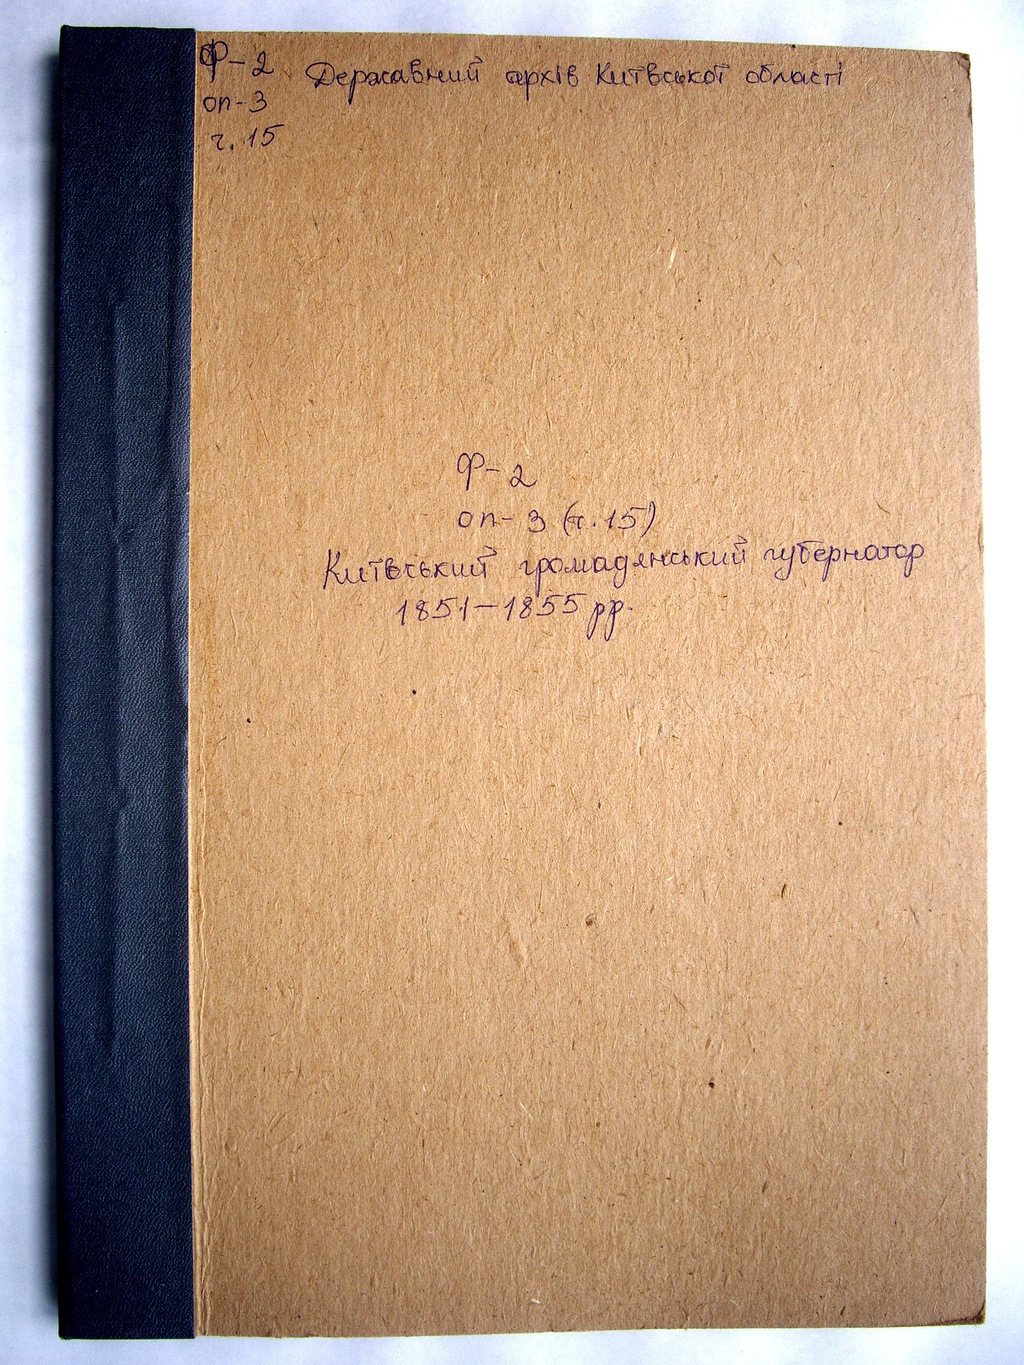 Ф-2 Державний архів Київської області
оп-3
ч. 15
Ф-2
оп-3 (ч. 15)
Київський громадянський губернатор
1851-1855 рр.